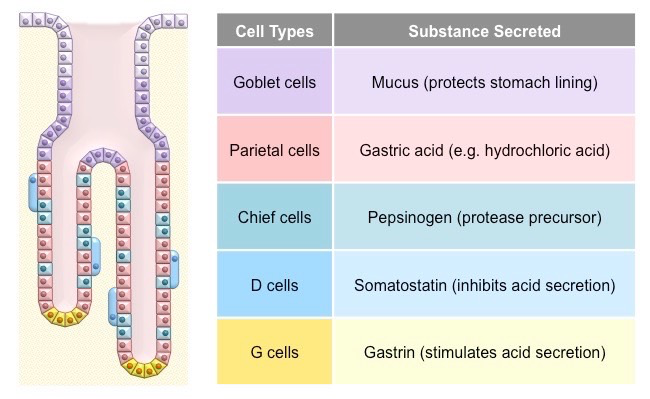 Cell Types Substance Secreted
Goblet cells Mucus (protects stomach lining)
Parietal cells Gastric acid (e.g. hydrochloric acid)
Chief cells Pepsinogen (protease precursor)
D cells Somatostatin (inhibits acid secretion)
G cells Gastrin (stimulates acid secretion)